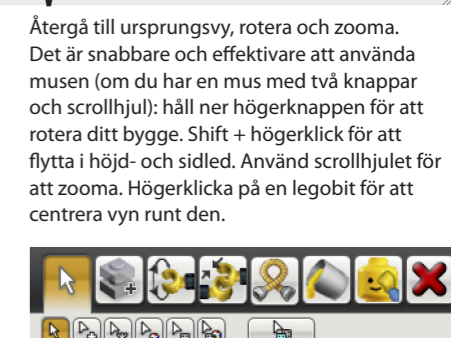 Återgå till ursprungsvy, rotera och zooma.
Det är snabbare och effektivare att använda
musen (om du har en mus med två knappar
och scrollhjul): håll ner högerknappen för att
rotera ditt bygge. Shift + högerklick för att
flytta i höjd- och sidled. Använd scrollhjulet för
att zooma. Högerklicka på en legobit för att
centrera vyn runt den.